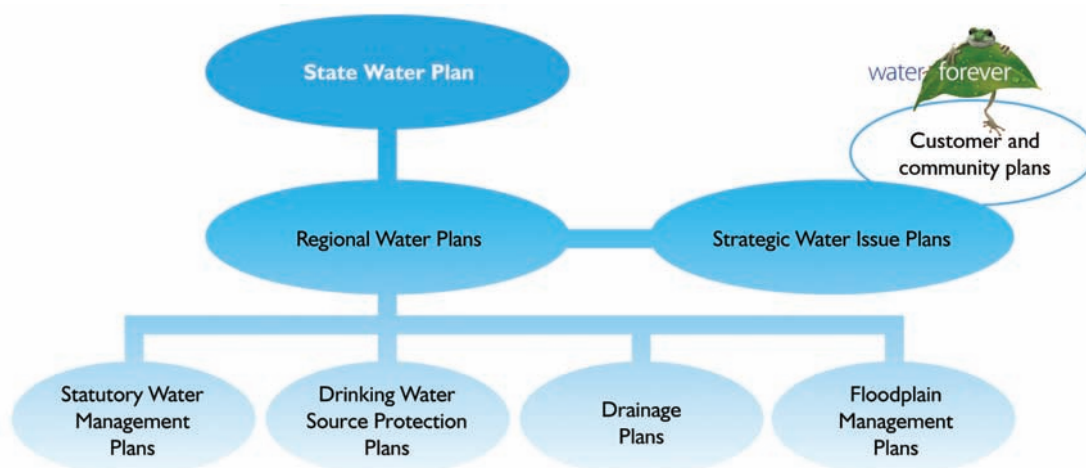 State Water Plan
water forever
Customer and
community plans
Regional Water Plans
Strategic Water Issue Plans
Statutory Water
Management
Plans
Drinking Water
Source Protection
Plans
Drainage
Plans
Floodplain
Management
Plans